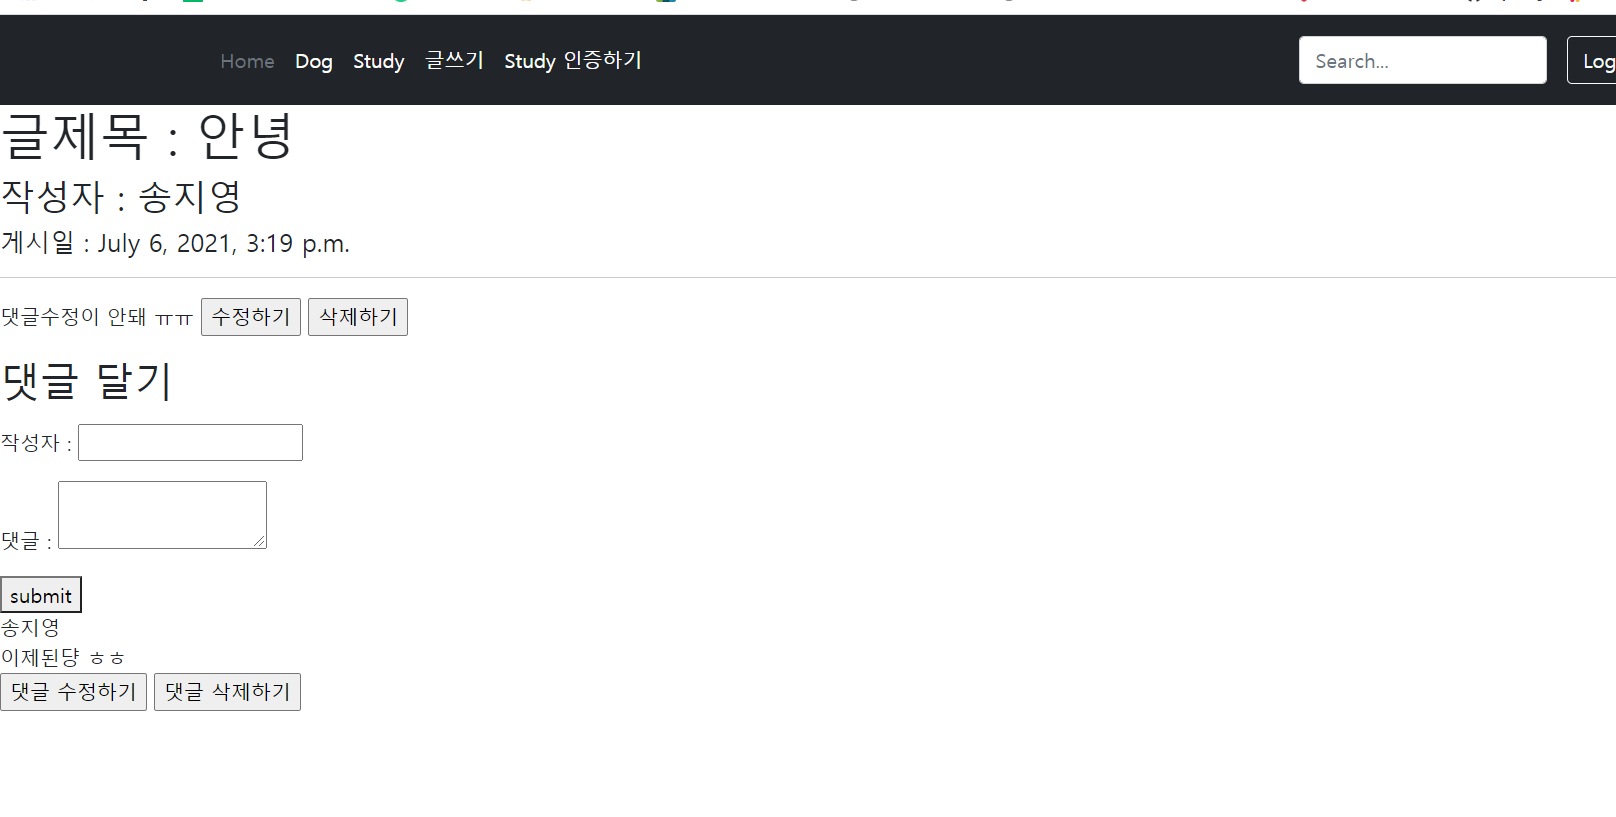 Home Dog Study 글쓰기 Study 인증하기 Search... Log
글제목 : 안녕
작성자 : 송지영
게시일 : July 6, 2021, 3:19 p.m.
댓글수정이 안돼 ㅠㅠ 수정하기 삭제하기
댓글 달기
작성자 :
댓글 :
submit
송지영
이제된댱 ㅎㅎ
댓글 수정하기 댓글 삭제하기